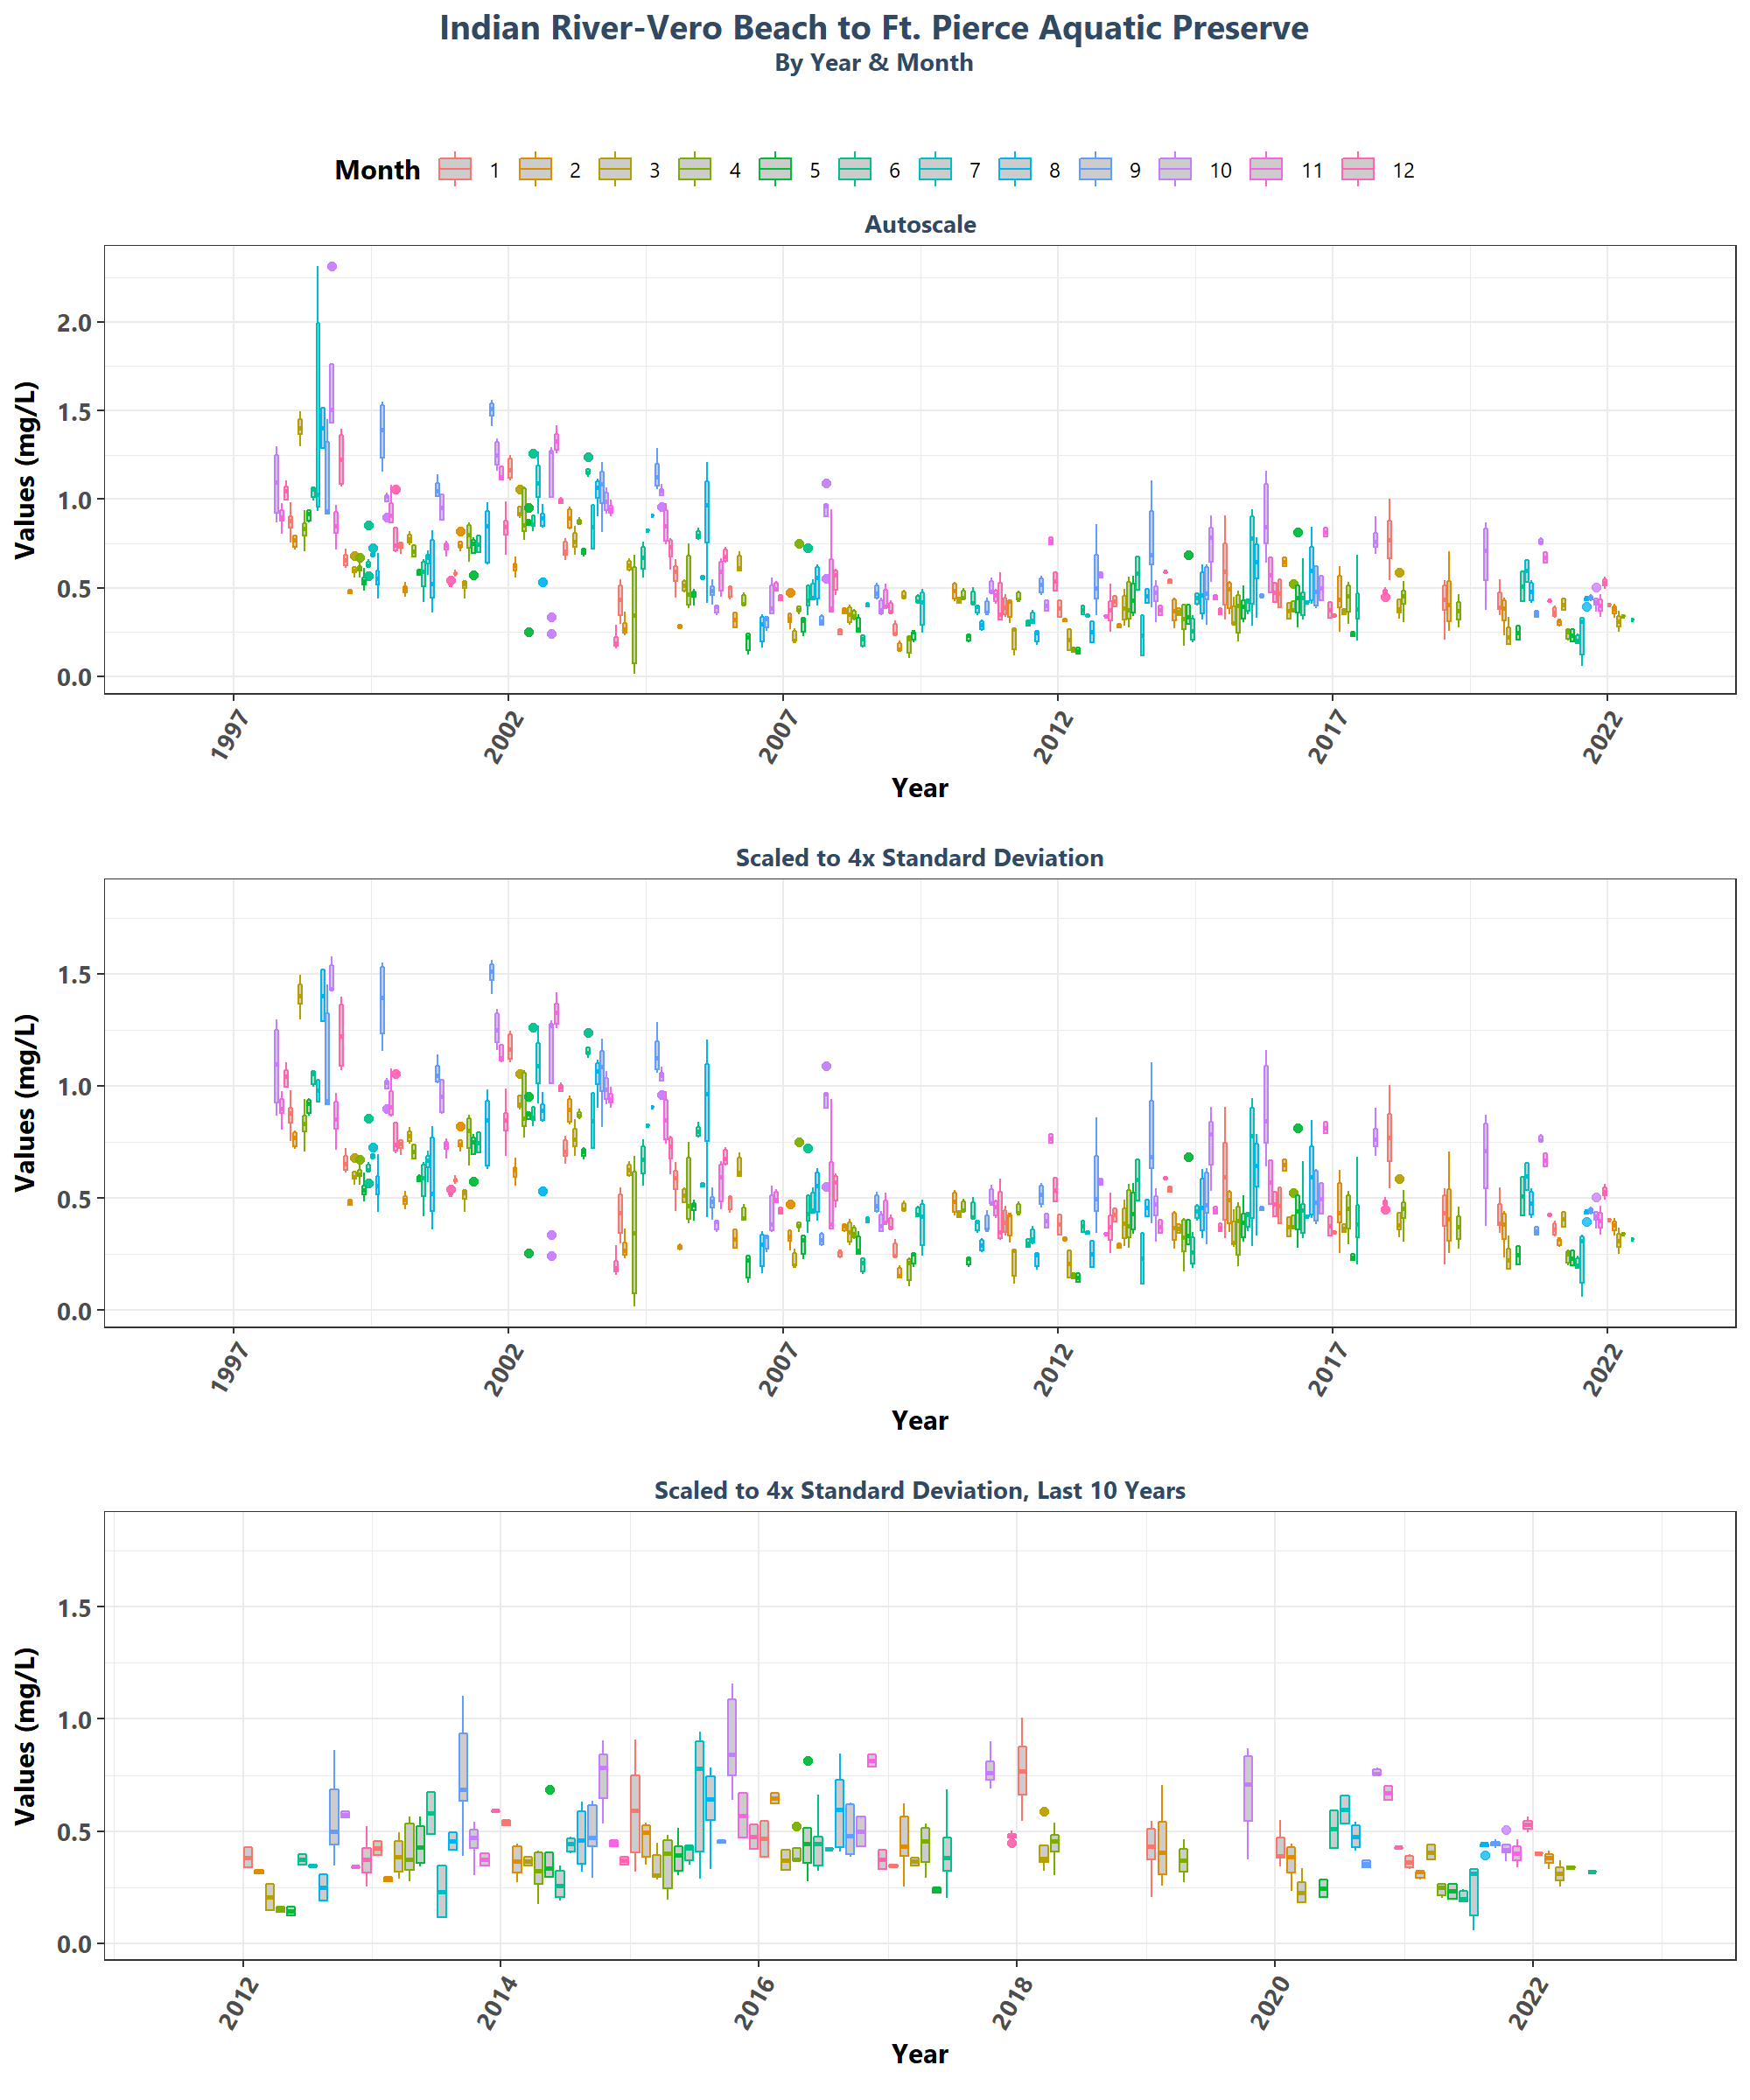 Indian River-Vero Beach to Ft. Pierce Aquatic Preserve
By Year & Month
Month 1 2 3 4 5 6 7 8 9 10 11 12
Autoscale
Values (mg/L)
2.0
1.5
1.0
0.5
0.0
1997 2002 2007 2012 2017 2022
Year
Scaled to 4x Standard Deviation
Values (mg/L)
1.5
1.0
0.5
0.0
1997 2002 2007 2012 2017 2022
Year
Scaled to 4x Standard Deviation, Last 10 Years
Values (mg/L)
1.5
1.0
0.5
0.0
2012 2014 2016 2018 2020 2022
Year